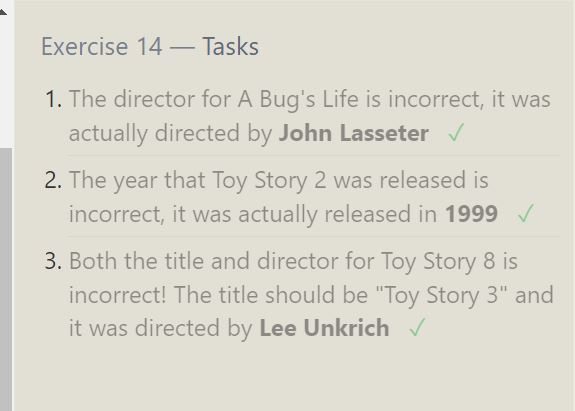 Exercise 14 — Tasks
1. The director for A Bug's Life is incorrect, it was
actually directed by John Lasseter ✓
2. The year that Toy Story 2 was released is
incorrect, it was actually released in 1999 ✓
3. Both the title and director for Toy Story 8 is
incorrect! The title should be "Toy Story 3" and
it was directed by Lee Unkrich ✓